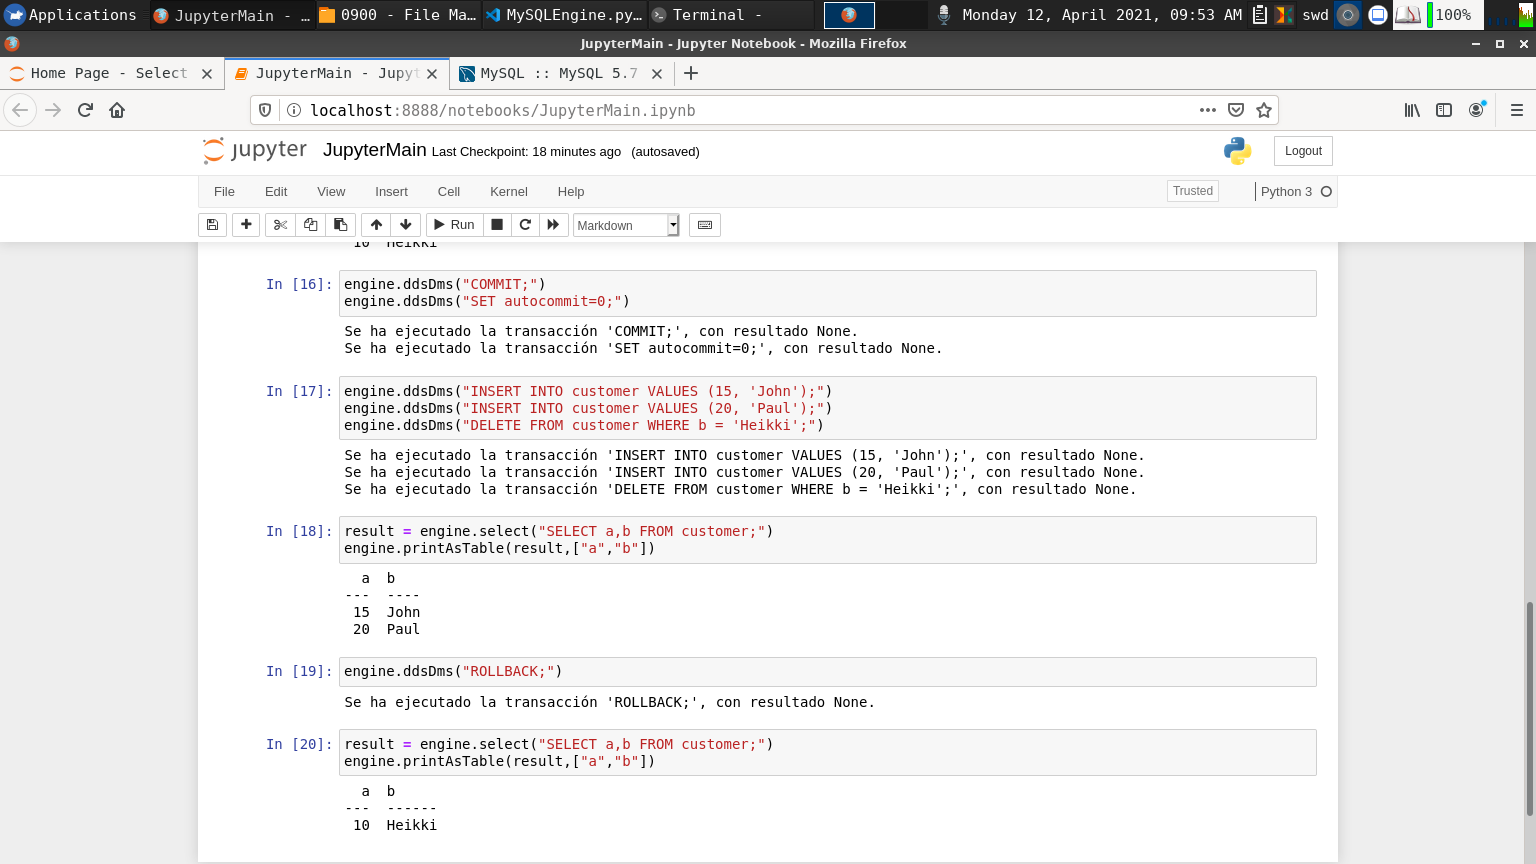 Applications
JupyterMain - ...
0900 - File Ma...
MySQLEngine.py...
Terminal -
Monday 12, April 2021, 09:53 AM
swd
100%
JupyterMain - Jupyter Notebook - Mozilla Firefox
Home Page - Select
JupyterMain - Jupyt
MySQL :: MySQL 5.7
localhost:8888/notebooks/JupyterMain.ipynb
jupyter
JupyterMain Last Checkpoint: 18 minutes ago (autosaved)
Logout
File Edit View Insert Cell Kernel Help
Trusted
Python 3
Run
Markdown
10 Heikki
In [16]: engine.ddsDms("COMMIT;")
engine.ddsDms("SET autocommit=0;")
Se ha ejecutado la transacción 'COMMIT;', con resultado None.
Se ha ejecutado la transacción 'SET autocommit=0;', con resultado None.
In [17]: engine.ddsDms("INSERT INTO customer VALUES (15, 'John');")
engine.ddsDms("INSERT INTO customer VALUES (20, 'Paul');")
engine.ddsDms("DELETE FROM customer WHERE b = 'Heikki';")
Se ha ejecutado la transacción 'INSERT INTO customer VALUES (15, 'John');', con resultado None.
Se ha ejecutado la transacción 'INSERT INTO customer VALUES (20, 'Paul');', con resultado None.
Se ha ejecutado la transacción 'DELETE FROM customer WHERE b = 'Heikki';', con resultado None.
In [18]: result = engine.select("SELECT a,b FROM customer;")
engine.printAsTable(result,["a","b"])
a b
--- ----
15 John
20 Paul
In [19]: engine.ddsDms("ROLLBACK;")
Se ha ejecutado la transacción 'ROLLBACK;', con resultado None.
In [20]: result = engine.select("SELECT a,b FROM customer;")
engine.printAsTable(result,["a","b"])
a b
--- ------
10 Heikki